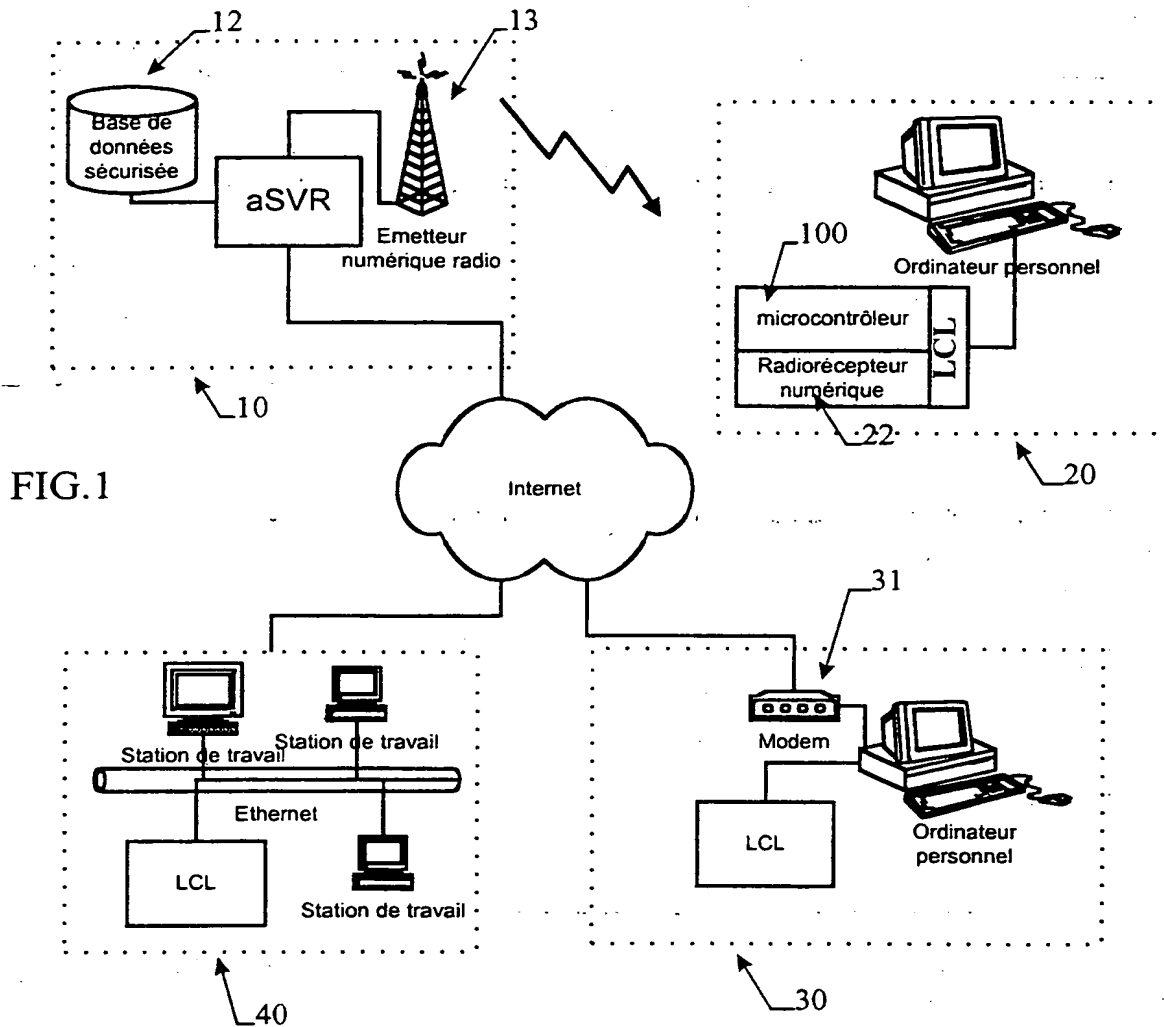 12
13
Base de
données
sécurisée
aSVR
Emetteur
numérique radio
10
Ordinateur personnel
100
microcontrôleur
Radiorécepteur
numérique
LCL
22
20
FIG.1
Internet
31
Station de travail
Station de travail
Ethernet
LCL
Station de travail
40
Modem
LCL
Ordinateur
personnel
30